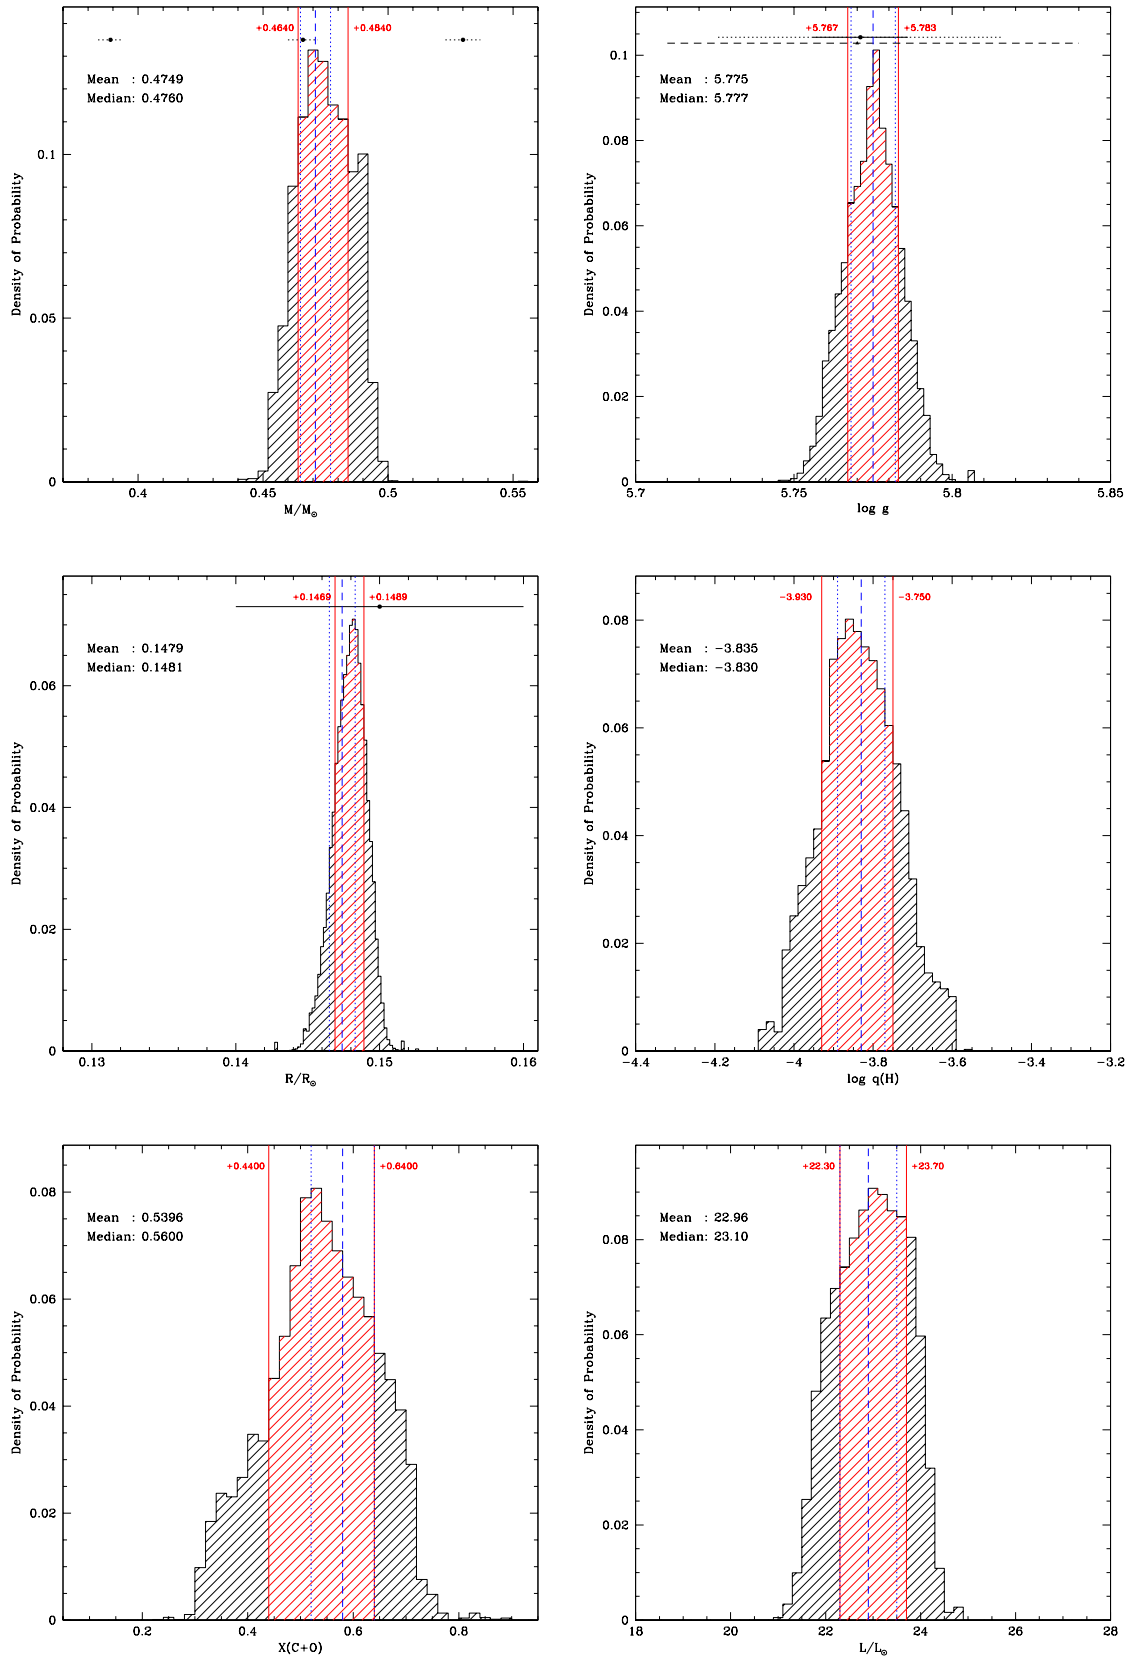 +0.4640 +0.4840
Mean : 0.4749
Median: 0.4760
Density of Probability
0.1
0.05
0
0.4 0.45 0.5 0.55
M/M☉
+5.767 +5.783
Mean : 5.775
Median: 5.777
Density of Probability
0.1
0.08
0.06
0.04
0.02
0
5.7 5.75 5.8 5.85
log g
+0.1469 +0.1489
Mean : 0.1479
Median: 0.1481
Density of Probability
0.06
0.04
0.02
0
0.13 0.14 0.15 0.16
R/R☉
−3.930 −3.750
Mean : −3.835
Median: −3.830
Density of Probability
0.08
0.06
0.04
0.02
0
−4.4 −4.2 −4 −3.8 −3.6 −3.4 −3.2
log q(H)
+0.4400 +0.6400
Mean : 0.5396
Median: 0.5600
Density of Probability
0.08
0.06
0.04
0.02
0
0.2 0.4 0.6 0.8
X(C+O)
+22.30 +23.70
Mean : 22.96
Median: 23.10
Density of Probability
0.08
0.06
0.04
0.02
0
18 20 22 24 26 28
L/L☉